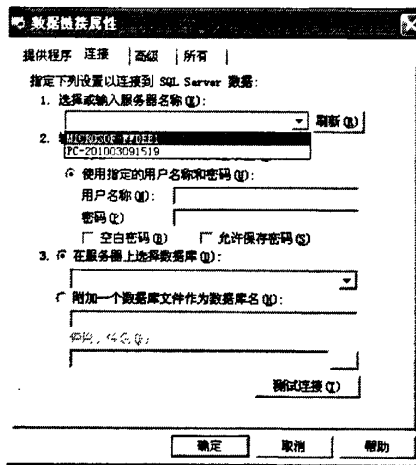 数据链接属性
提供程序 连接 高级 所有
指定下列设置以连接到 SQL Server 数据:
1. 选择或输入服务器名称(E):
刷新(R)
2.
PC-201003091519
使用指定的用户名称和密码(U):
用户名称(N):
密码(P)
空白密码(B) 允许保存密码(S)
3. 在服务器上选择数据库(D):
附加一个数据库文件作为数据库名(H):
测试连接(T)
确定 取消 帮助